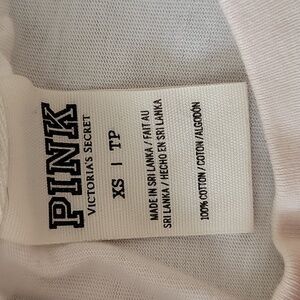 PINK
VICTORIA'S SECRET
XS | TP
MADE IN SRI LANKA / FAIT AU
SRI LANKA / HECHO EN SRI LANKA
100% COTTON / COTON / ALGODÓN